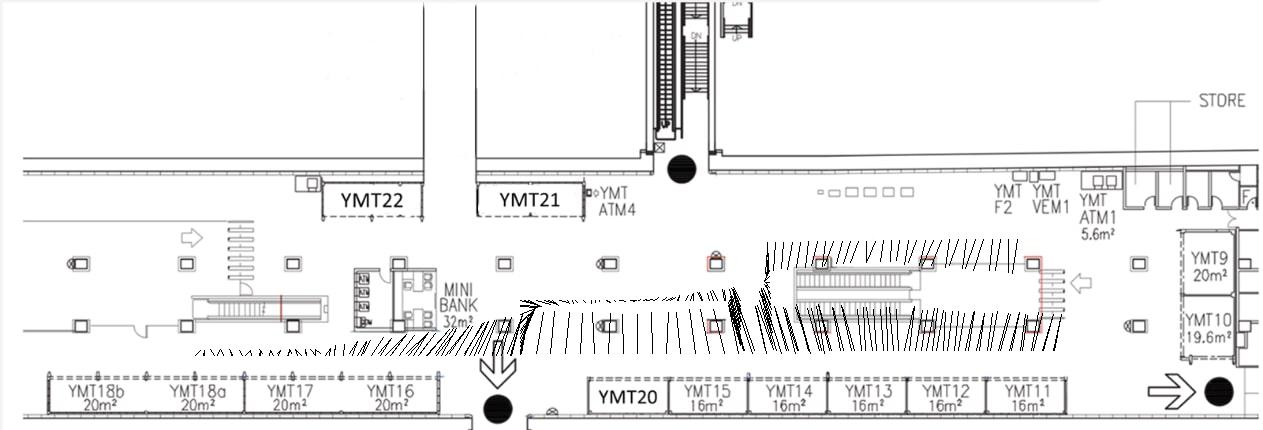 DN
DN
UP
UP
STORE
YMT22
YMT21
YMT
ATM4
YMT
F2
YMT
VEM1
YMT
ATM1
5.6m²
F
YMT9
20m²
MINI
BANK
32m²
YMT10
19.6m²
YMT18b
20m²
YMT18a
20m²
YMT17
20m²
YMT16
20m²
YMT20
YMT15
16m²
YMT14
16m²
YMT13
16m²
YMT12
16m²
YMT11
16m²